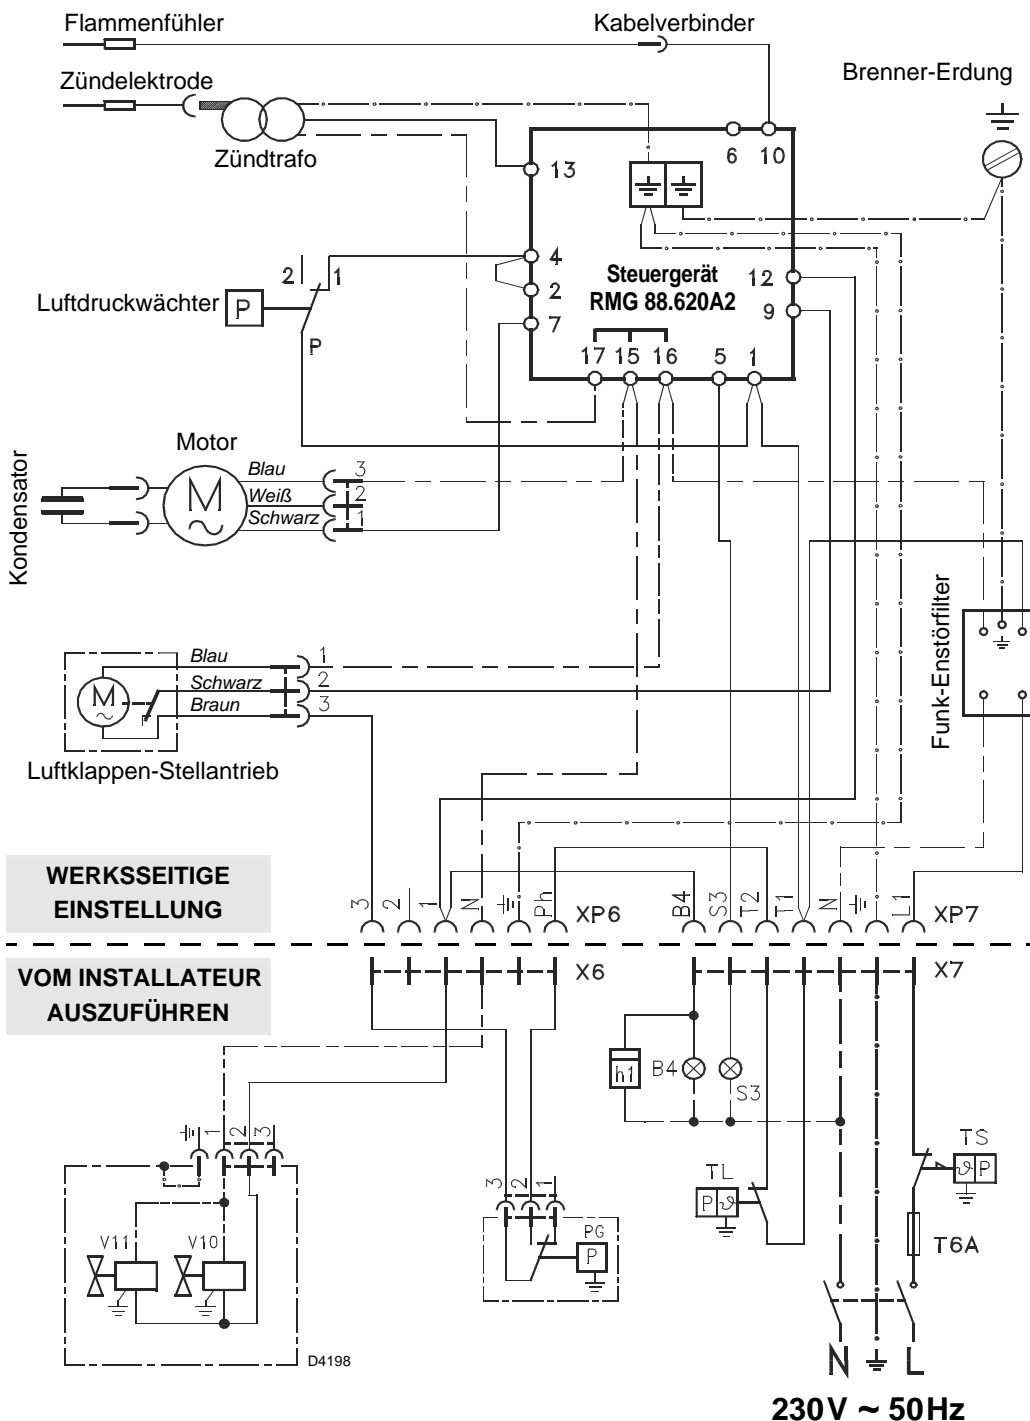 Flammenfühler
Kabelverbinder
Zündelektrode
Brenner-Erdung
Zündtrafo
6 10
13
4
2
7
12
9
Steuergerät
RMG 88.620A2
17 15 16 5 1
2 1
Luftdruckwächter
P
P
Motor
Kondensator
M
Blau 3
Weiß 2
Schwarz 1
Funk-Enstörfilter
M
Blau 1
Schwarz 2
Braun 3
Luftklappen-Stellantrieb
WERKSSEITIGE
EINSTELLUNG
3 2 1 N Ph XP6
B4 S3 T2 T1 N L1 XP7
VOM INSTALLATEUR
AUSZUFÜHREN
X6
X7
h1
B4
S3
1 2 3
V11
V10
D4198
3 2 1
PG
P
TL
P ϑ
TS
ϑ P
T6A
N L
230V ~ 50Hz